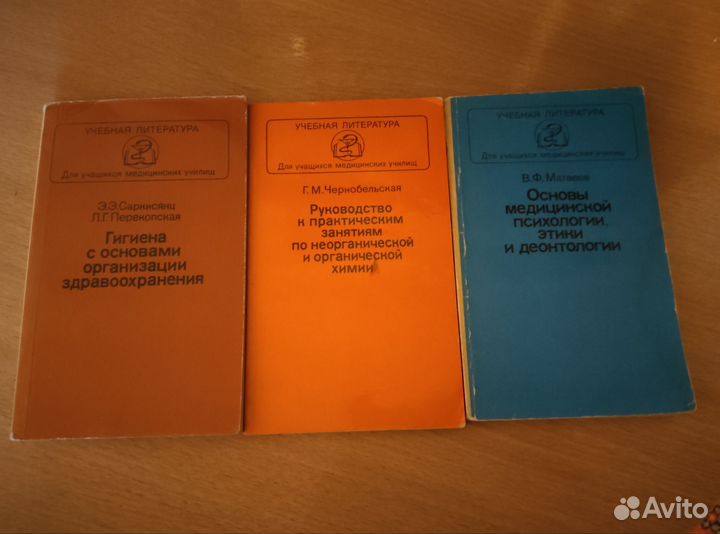 УЧЕБНАЯ ЛИТЕРАТУРА
Для учащихся медицинских училищ
Э.Э.Саркисянц
Л.Г.Перекопская
Гигиена
с основами
организации
здравоохранения
УЧЕБНАЯ ЛИТЕРАТУРА
Для учащихся медицинских училищ
Г.М.Чернобельская
Руководство
к практическим
занятиям
по неорганической
и органической
химии
УЧЕБНАЯ ЛИТЕРАТУРА
Для учащихся медицинских училищ
В.Ф.Матвеев
Основы
медицинской
психологии,
этики
и деонтологии
Avito